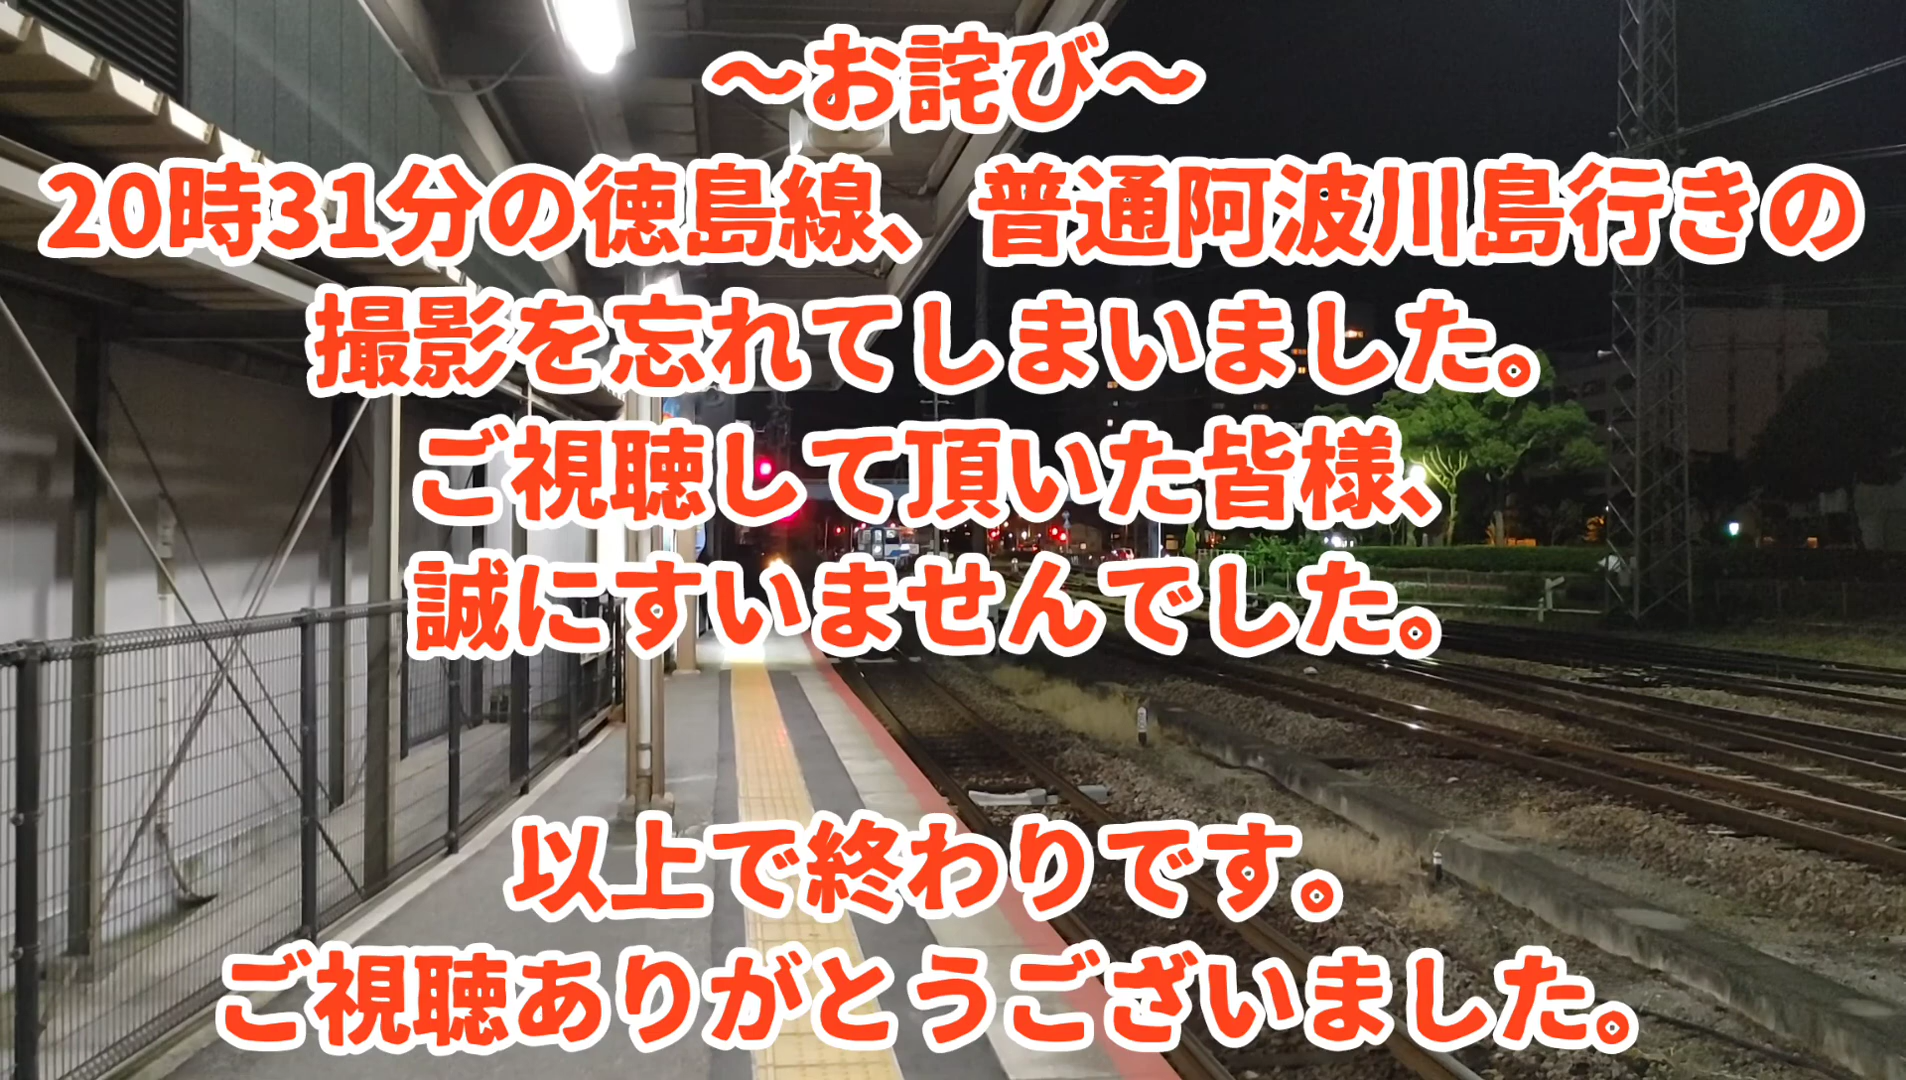 ～お詫び～
20時31分の徳島線、普通阿波川島行きの
撮影を忘れてしまいました。
ご視聴して頂いた皆様、
誠にすいませんでした。
以上で終わりです。
ご視聴ありがとうございました。